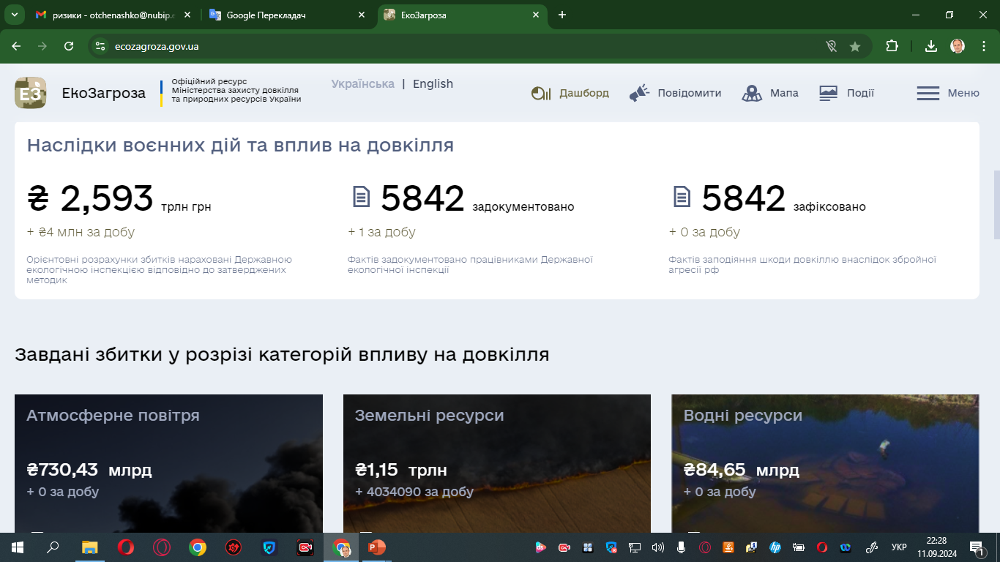 ризики - otchenashko@nubip.e
Google Перекладач
ЕкоЗагроза
ecozagroza.gov.ua
ЕЗ
ЕкоЗагроза
Офіційний ресурс
Міністерства захисту довкілля
та природних ресурсів України
Українська | English
Дашборд
Повідомити
Мапа
Події
Меню
Наслідки воєнних дій та вплив на довкілля
₴ 2,593 трлн грн
+ ₴4 млн за добу
Орієнтовні розрахунки збитків нараховані Державною
екологічною інспекцією відповідно до затверджених
методик
5842 задокументовано
+ 1 за добу
Фактів задокументовано працівниками Державної
екологічної інспекції
5842 зафіксовано
+ 0 за добу
Фактів заподіяння шкоди довкіллю внаслідок збройної
агресії рф
Завдані збитки у розрізі категорій впливу на довкілля
Атмосферне повітря
₴730,43 млрд
+ 0 за добу
Земельні ресурси
₴1,15 трлн
+ 4034090 за добу
Водні ресурси
₴84,65 млрд
+ 0 за добу
УКР
22:28
11.09.2024
1